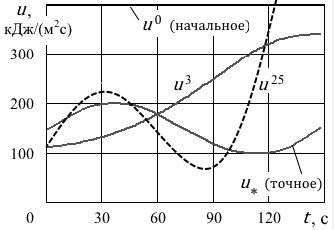 u,
кДж/(м²с)
u⁰ (начальное)
300
u³
u²⁵
200
100
u* (точное)
0 30 60 90 120 t, с